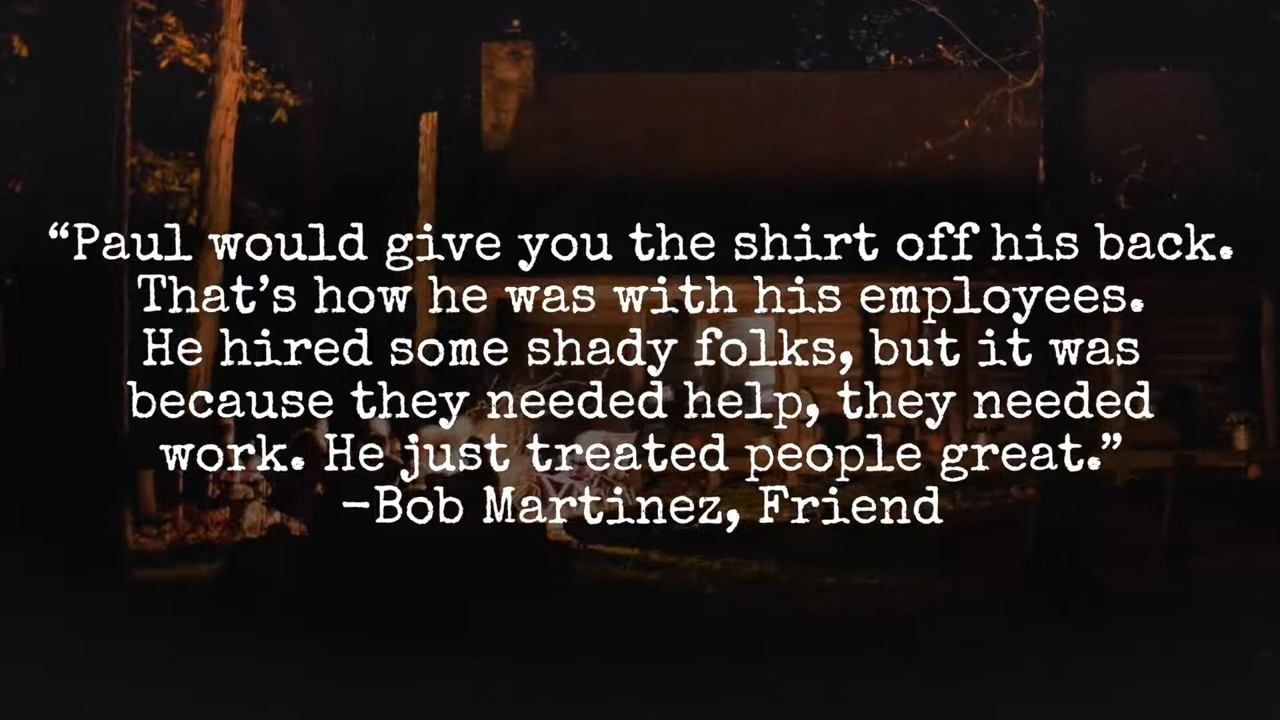 “Paul would give you the shirt off his back.
That’s how he was with his employees.
He hired some shady folks, but it was
because they needed help, they needed
work. He just treated people great.”
-Bob Martinez, Friend